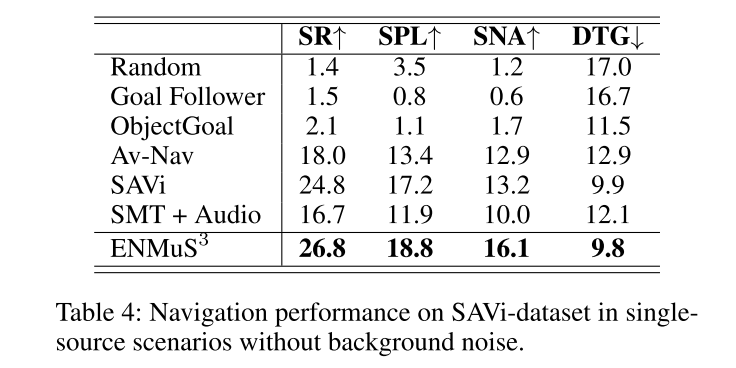 SR↑ SPL↑ SNA↑ DTG↓
Random 1.4 3.5 1.2 17.0
Goal Follower 1.5 0.8 0.6 16.7
ObjectGoal 2.1 1.1 1.7 11.5
Av-Nav 18.0 13.4 12.9 12.9
SAVi 24.8 17.2 13.2 9.9
SMT + Audio 16.7 11.9 10.0 12.1
ENMuS³ 26.8 18.8 16.1 9.8
Table 4: Navigation performance on SAVi-dataset in single-
source scenarios without background noise.